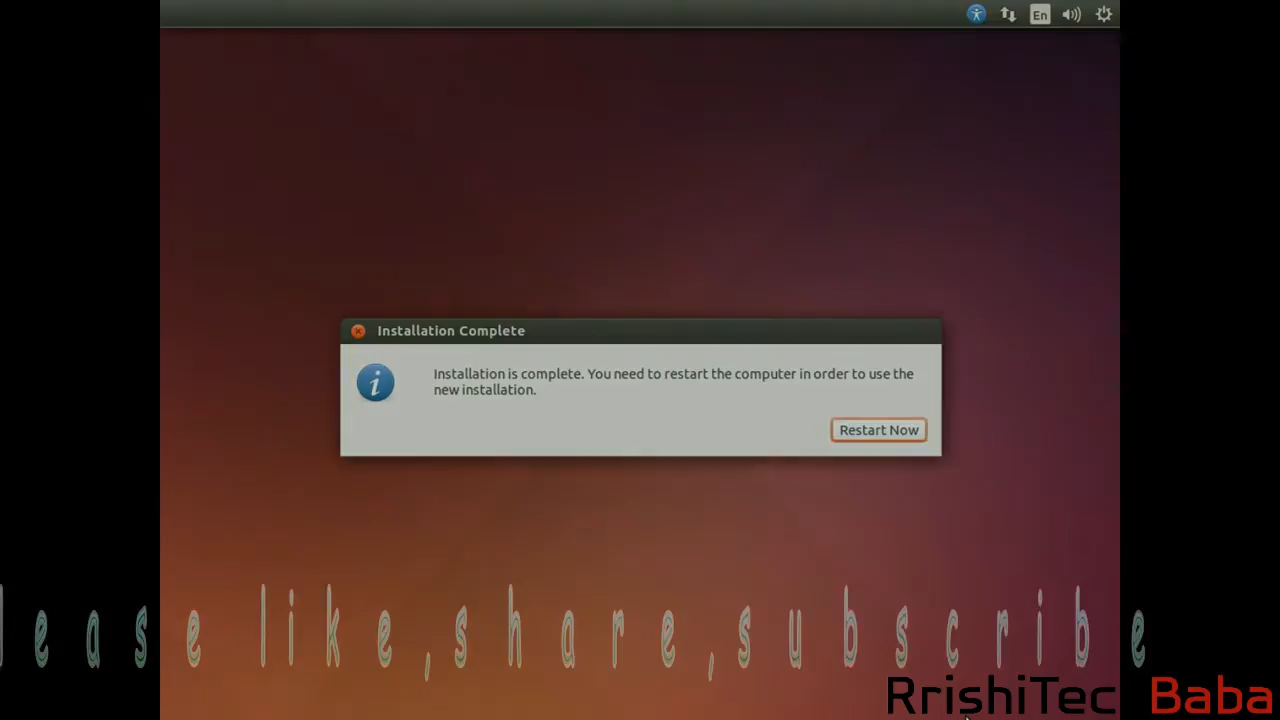 En
Installation Complete
Installation is complete. You need to restart the computer in order to use the
new installation.
Restart Now
lease like,share,subscribe
RrishiTec Baba